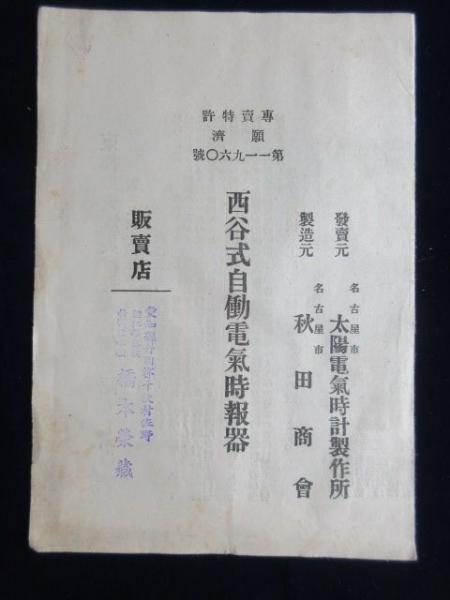 專賣特許
願濟
第一一九六〇號
發賣元 名古屋市 太陽電氣時計製作所
製造元 名古屋市 秋田商會
西谷式自働電氣時報器
販賣店
橋本榮藏